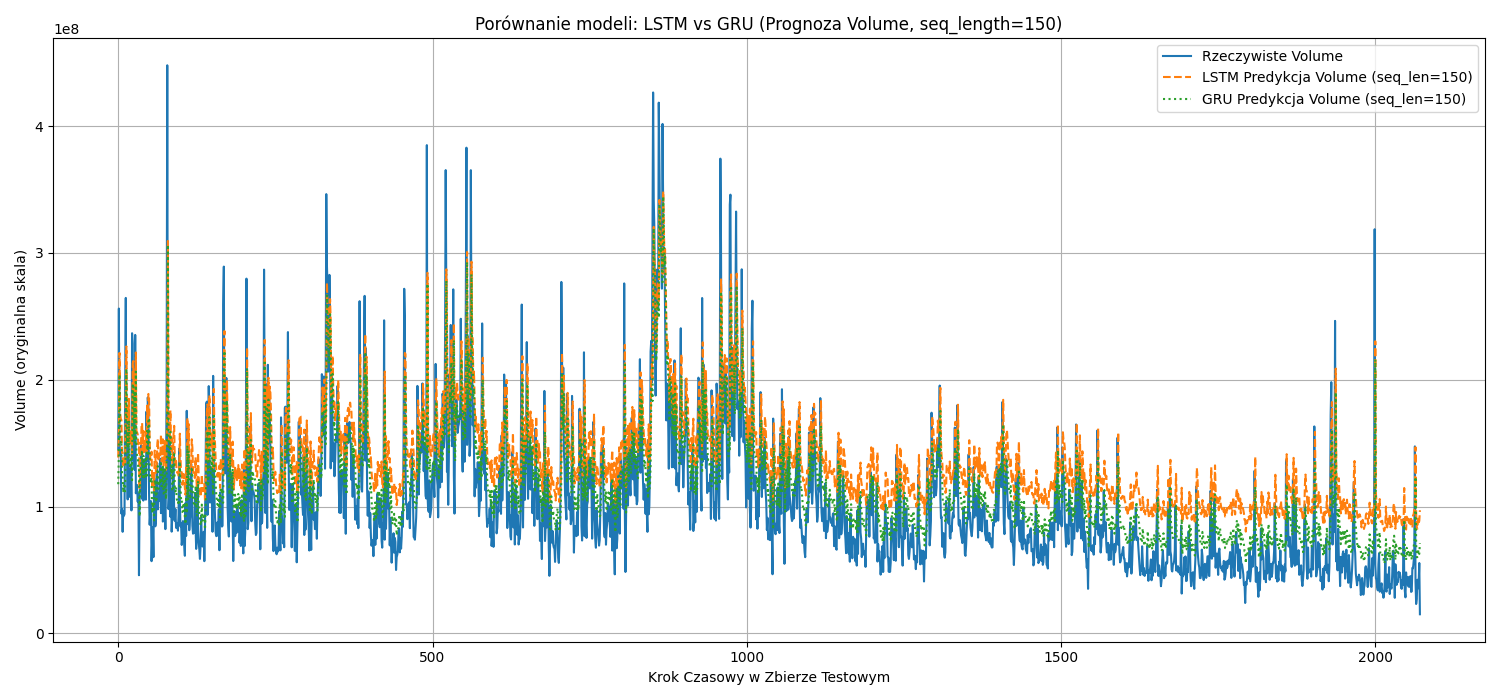 Porównanie modeli: LSTM vs GRU (Prognoza Volume, seq_length=150)
1e8
Rzeczywiste Volume
LSTM Predykcja Volume (seq_len=150)
GRU Predykcja Volume (seq_len=150)
Volume (oryginalna skala)
4
3
2
1
0
0 500 1000 1500 2000
Krok Czasowy w Zbierze Testowym